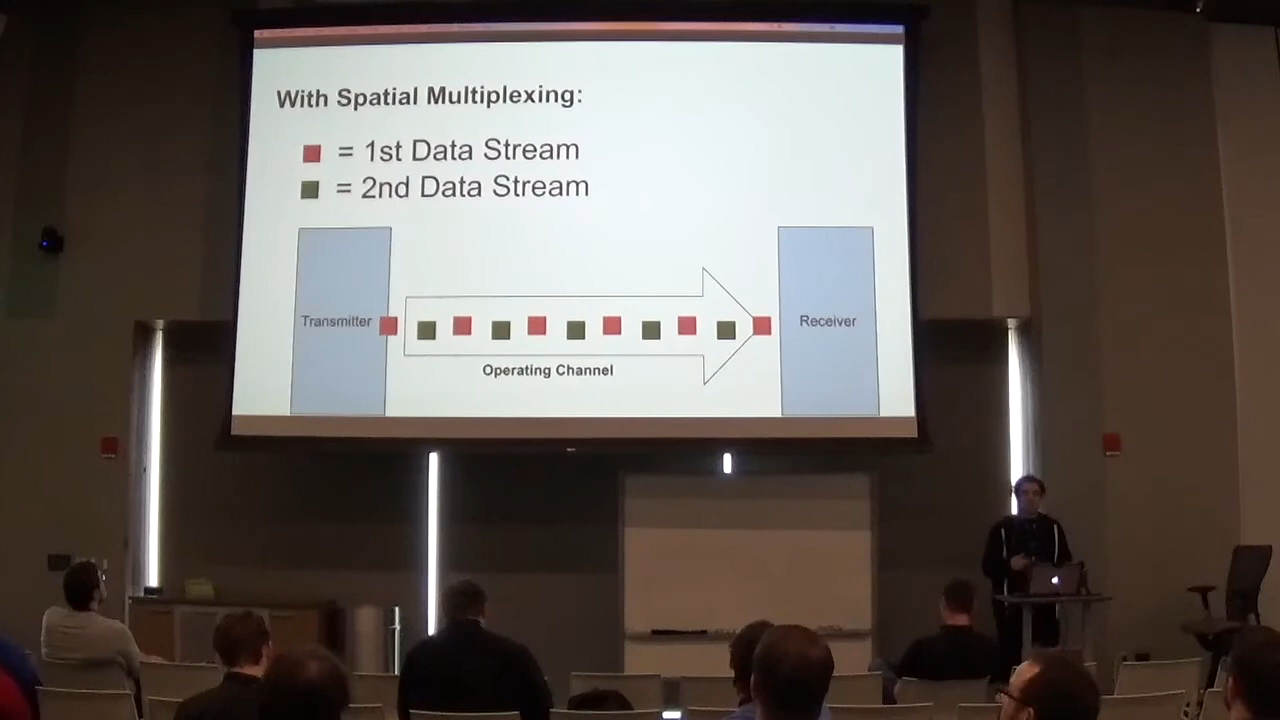 With Spatial Multiplexing:
= 1st Data Stream
= 2nd Data Stream
Transmitter
Receiver
Operating Channel